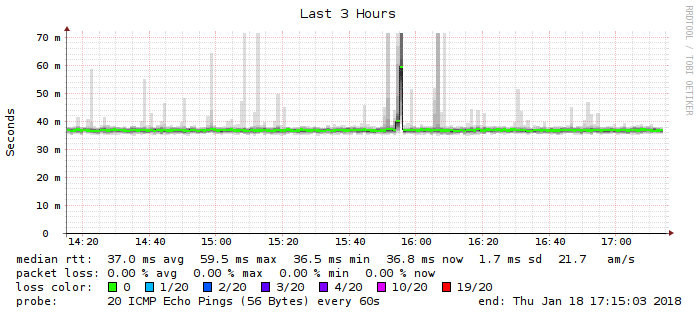 Last 3 Hours
RRDTOOL / TOBI OETIKER
Seconds
70 m
60 m
50 m
40 m
30 m
20 m
10 m
0
14:20 14:40 15:00 15:20 15:40 16:00 16:20 16:40 17:00
median rtt: 37.0 ms avg 59.5 ms max 36.5 ms min 36.8 ms now 1.7 ms sd 21.7 am/s
packet loss: 0.00 % avg 0.00 % max 0.00 % min 0.00 % now
loss color: 0 1/20 2/20 3/20 4/20 10/20 19/20
probe: 20 ICMP Echo Pings (56 Bytes) every 60s end: Thu Jan 18 17:15:03 2018